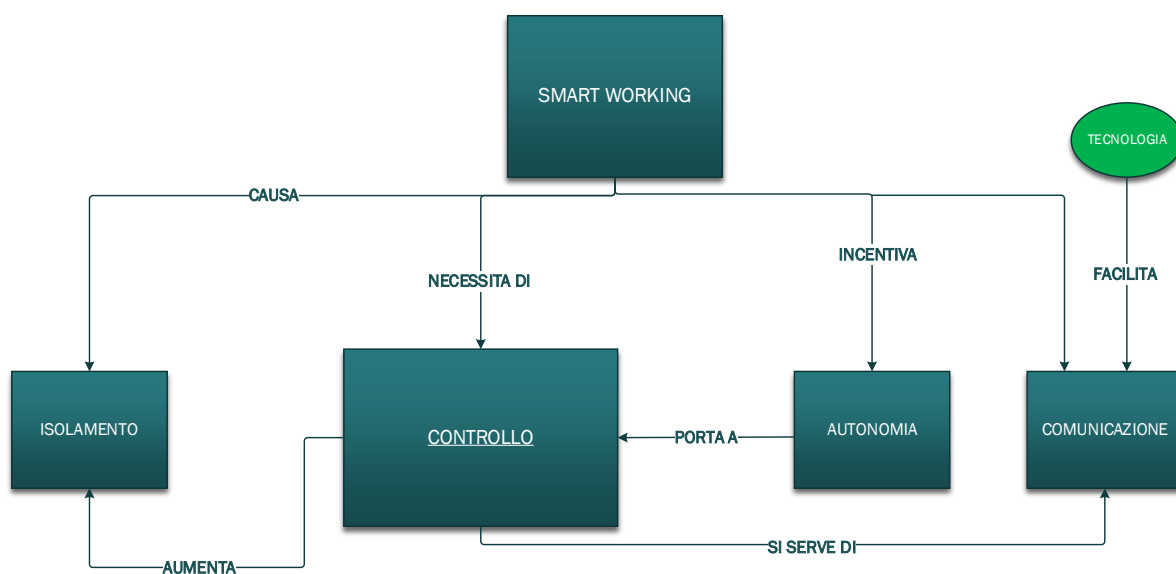 SMART WORKING
TECNOLOGIA
CAUSA
INCENTIVA
NECESSITA DI
FACILITA
ISOLAMENTO
CONTROLLO
PORTA A
AUTONOMIA
COMUNICAZIONE
SI SERVE DI
AUMENTA